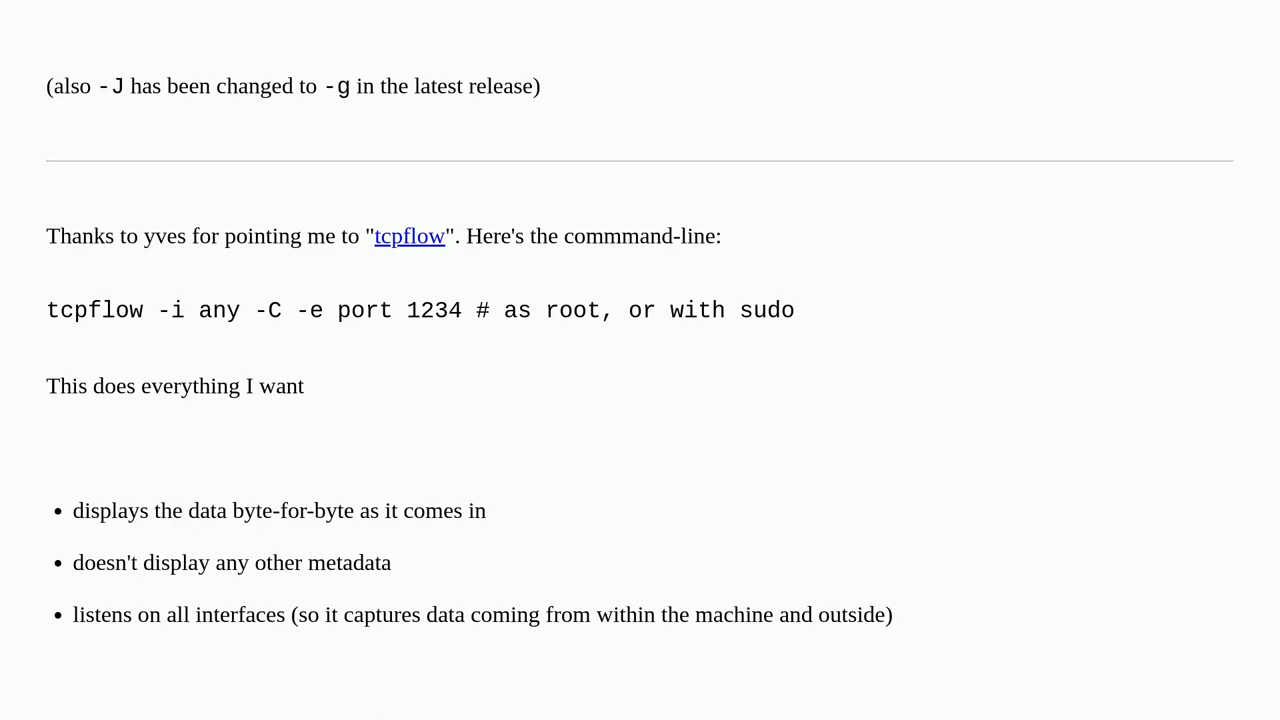 (also -J has been changed to -g in the latest release)
Thanks to yves for pointing me to "tcpflow". Here's the commmand-line:
tcpflow -i any -C -e port 1234 # as root, or with sudo
This does everything I want
• displays the data byte-for-byte as it comes in
• doesn't display any other metadata
• listens on all interfaces (so it captures data coming from within the machine and outside)